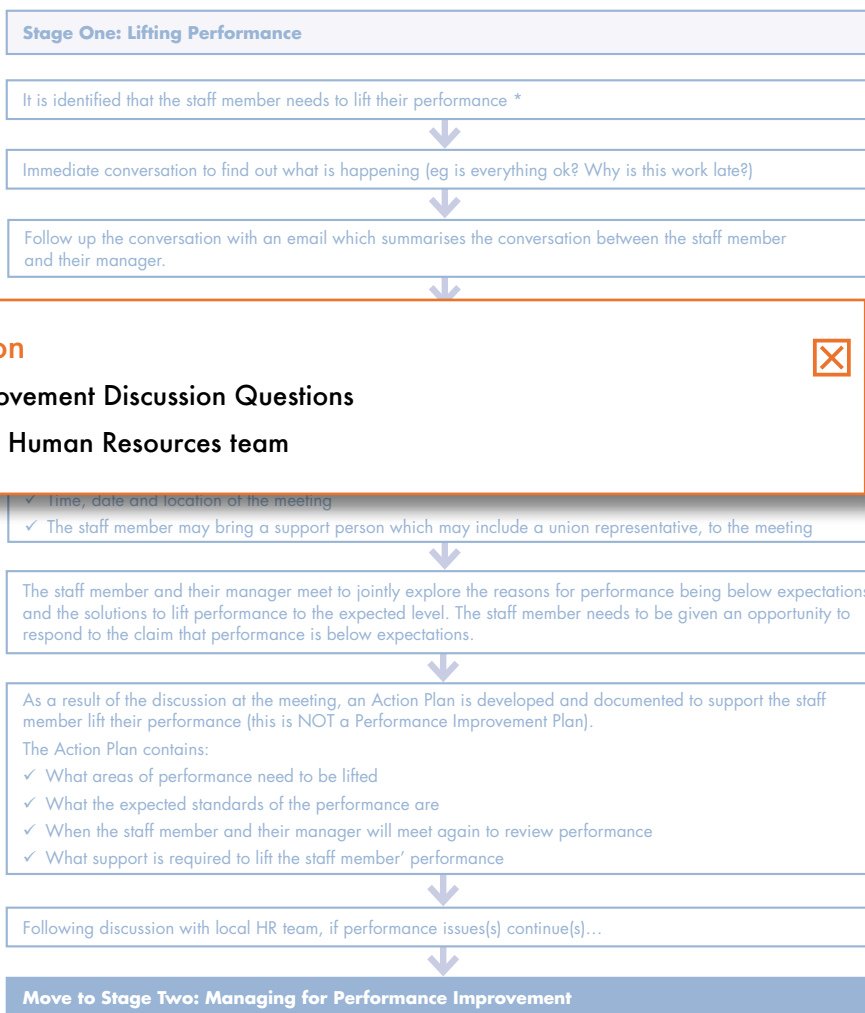 Stage One: Lifting Performance
It is identified that the staff member needs to lift their performance *
Immediate conversation to find out what is happening (eg is everything ok? Why is this work late?)
Follow up the conversation with an email which summarises the conversation between the staff member
and their manager.
on
ovement Discussion Questions
Human Resources team
✓ Time, date and location of the meeting
✓ The staff member may bring a support person which may include a union representative, to the meeting
The staff member and their manager meet to jointly explore the reasons for performance being below expectations
and the solutions to lift performance to the expected level. The staff member needs to be given an opportunity to
respond to the claim that performance is below expectations.
As a result of the discussion at the meeting, an Action Plan is developed and documented to support the staff
member lift their performance (this is NOT a Performance Improvement Plan).
The Action Plan contains:
✓ What areas of performance need to be lifted
✓ What the expected standards of the performance are
✓ When the staff member and their manager will meet again to review performance
✓ What support is required to lift the staff member' performance
Following discussion with local HR team, if performance issues(s) continue(s)...
Move to Stage Two: Managing for Performance Improvement